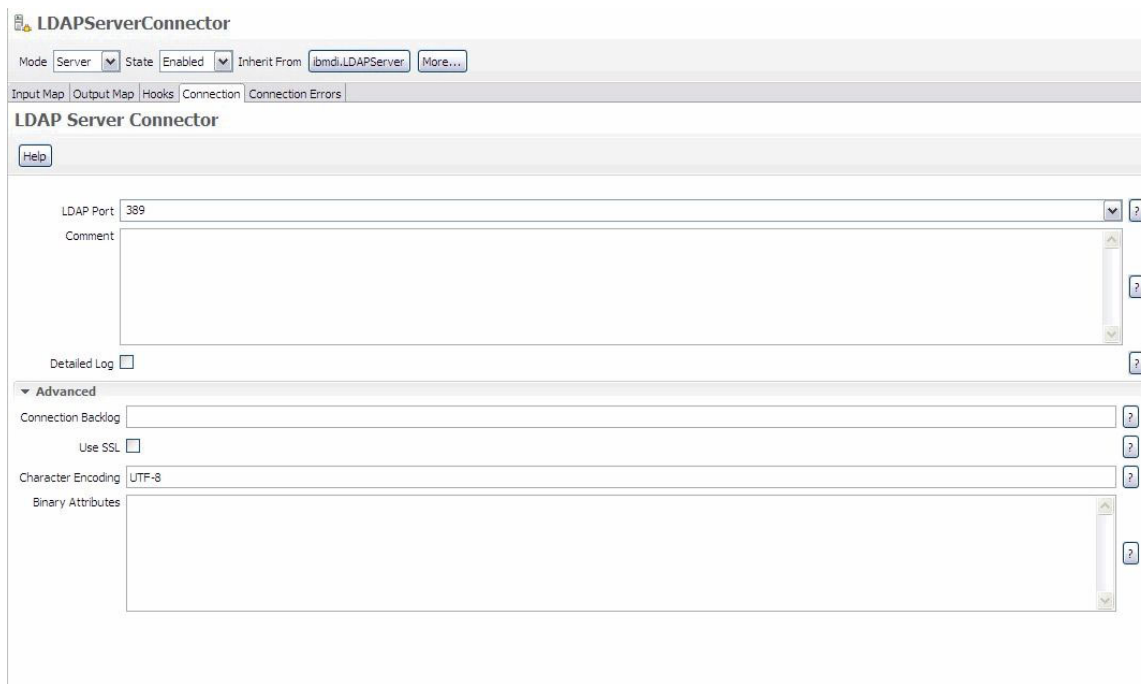 LDAPServerConnector
Mode Server State Enabled Inherit From ibmdi.LDAPServer More...
Input Map Output Map Hooks Connection Connection Errors
LDAP Server Connector
Help
LDAP Port 389 ?
Comment ?
Detailed Log ?
Advanced
Connection Backlog ?
Use SSL ?
Character Encoding UTF-8 ?
Binary Attributes ?